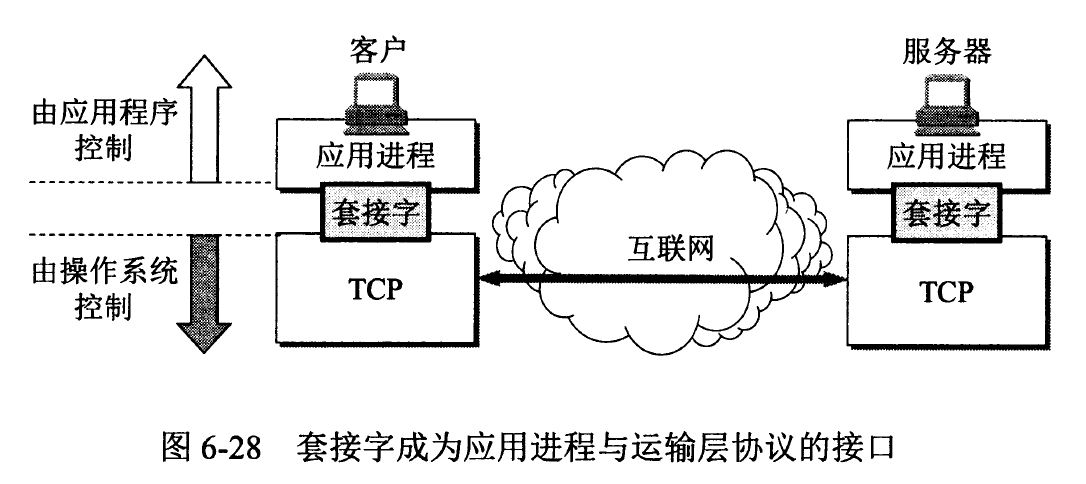 客户
服务器
由应用程序
控制
应用进程
应用进程
套接字
套接字
互联网
由操作系统
控制
TCP
TCP
图 6-28 套接字成为应用进程与运输层协议的接口